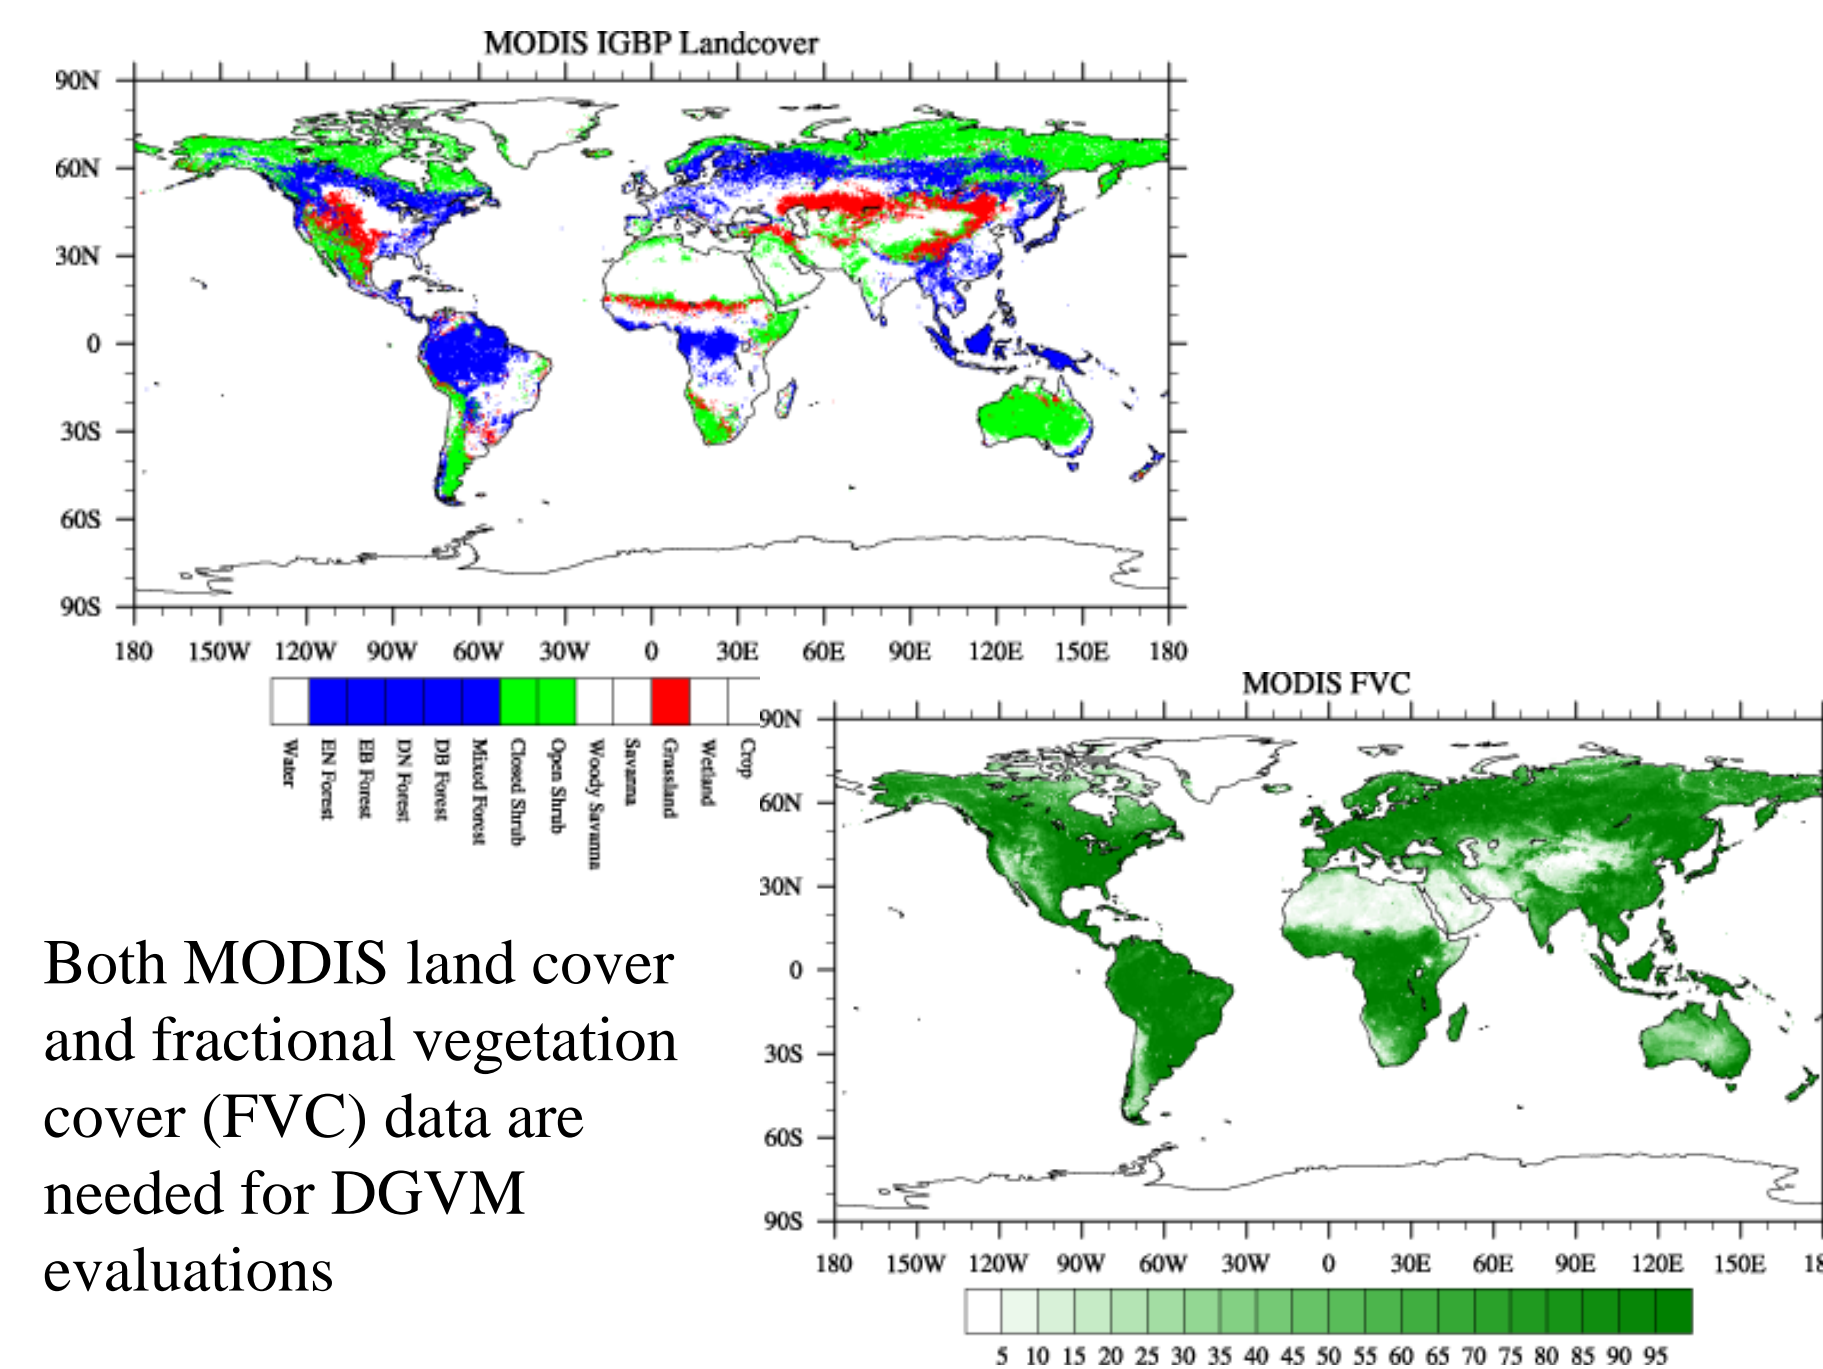 MODIS IGBP Landcover
90N
60N
30N
0
30S
60S
90S
180 150W 120W 90W 60W 30W 0 30E 60E 90E 120E 150E 180
Water
EN Forest
EB Forest
DN Forest
DB Forest
Mixed Forest
Closed Shrub
Open Shrub
Woody Savanna
Savanna
Grassland
Wetland
Crop
MODIS FVC
90N
60N
30N
0
30S
60S
90S
180 150W 120W 90W 60W 30W 0 30E 60E 90E 120E 150E 18
5 10 15 20 25 30 35 40 45 50 55 60 65 70 75 80 85 90 95
Both MODIS land cover
and fractional vegetation
cover (FVC) data are
needed for DGVM
evaluations